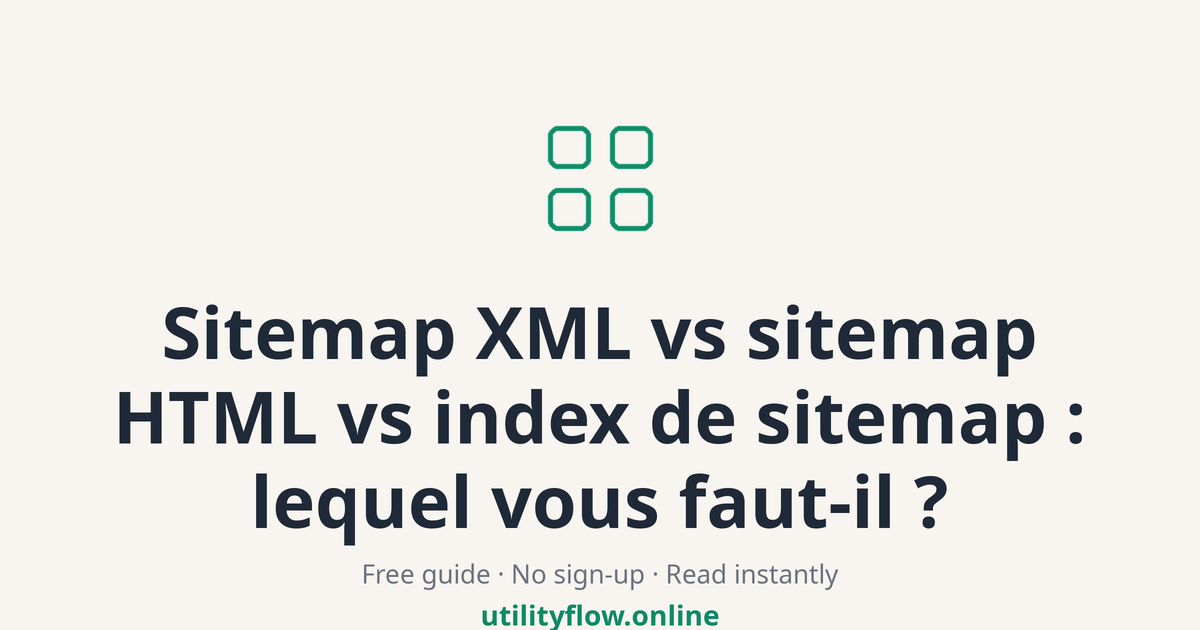 Sitemap XML vs sitemap
HTML vs index de sitemap :
lequel vous faut-il ?
Free guide · No sign-up · Read instantly
utilityflow.online